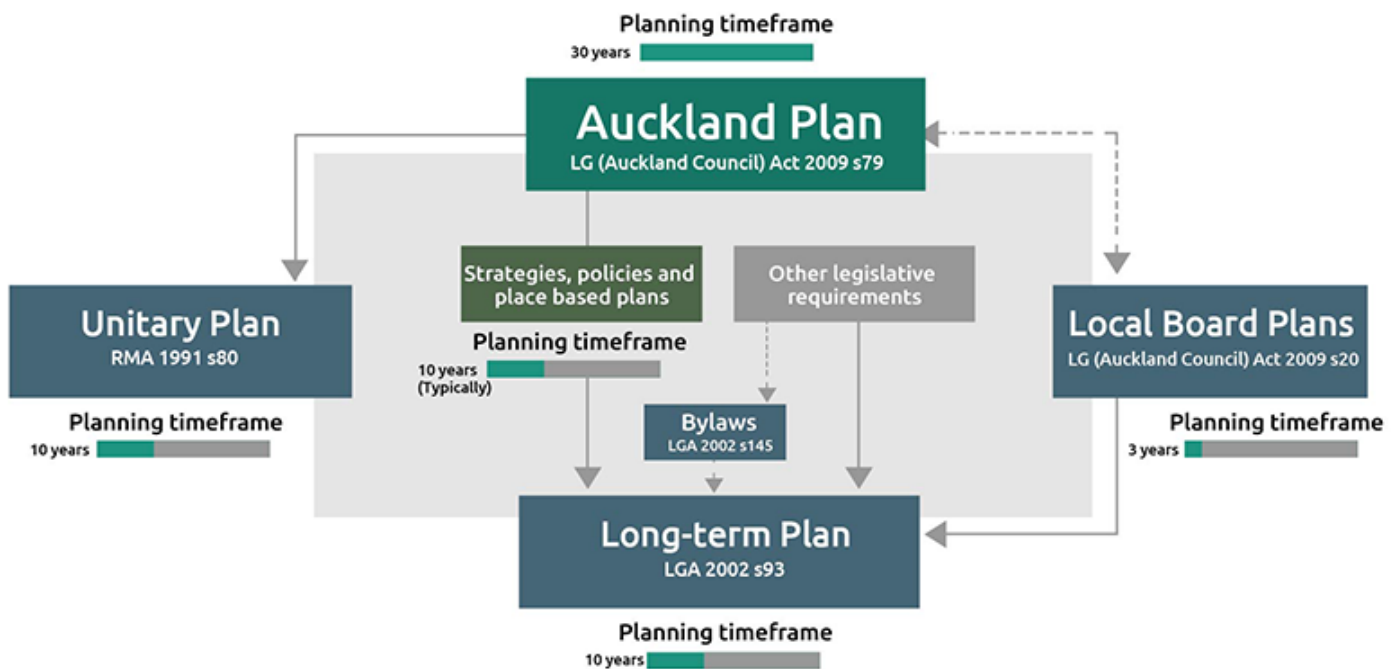 Planning timeframe
30 years
Auckland Plan
LG (Auckland Council) Act 2009 s79
Strategies, policies and
place based plans
Other legislative
requirements
Unitary Plan
RMA 1991 s80
Local Board Plans
LG (Auckland Council) Act 2009 s20
Planning timeframe
10 years
(Typically)
Planning timeframe
10 years
Bylaws
LGA 2002 s145
Planning timeframe
3 years
Long-term Plan
LGA 2002 s93
Planning timeframe
10 years